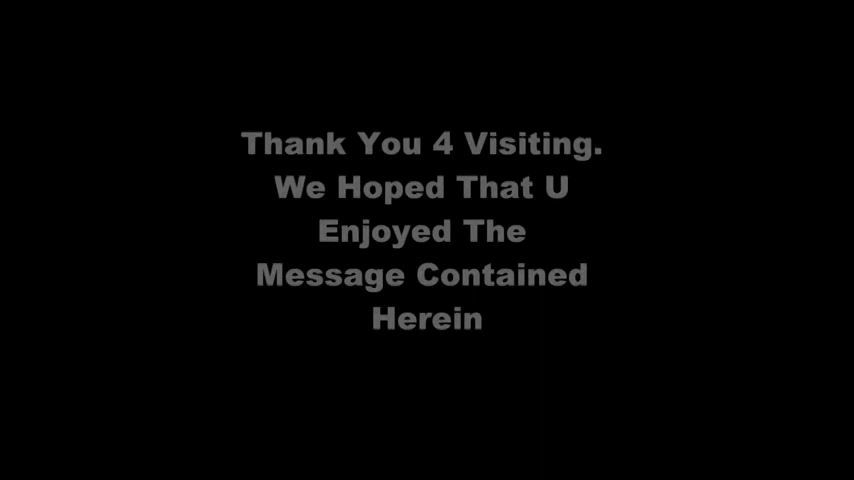 Thank You 4 Visiting.
We Hoped That U
Enjoyed The
Message Contained
Herein